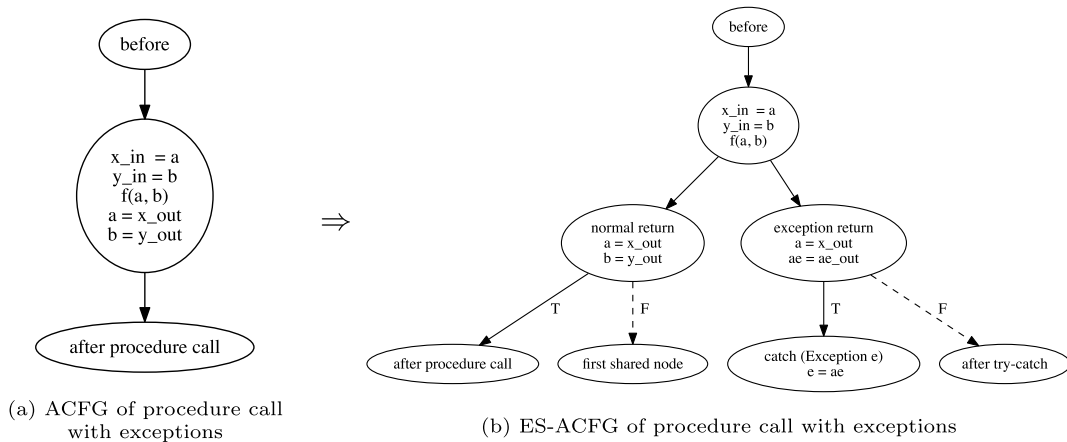 before
x_in = a
y_in = b
f(a, b)
a = x_out
b = y_out
after procedure call
(a) ACFG of procedure call
with exceptions
⇒
before
x_in = a
y_in = b
f(a, b)
normal return
a = x_out
b = y_out
exception return
a = x_out
ae = ae_out
T
F
T
F
after procedure call
first shared node
catch (Exception e)
e = ae
after try-catch
(b) ES-ACFG of procedure call with exceptions